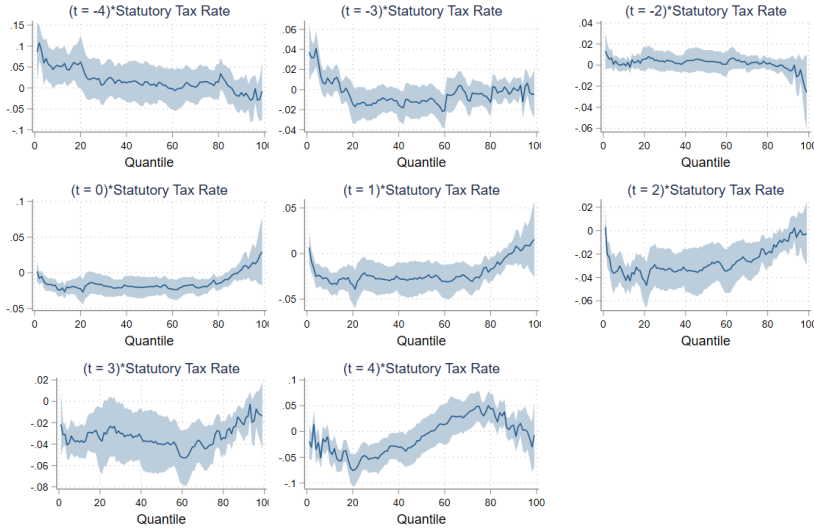 (t = -4)*Statutory Tax Rate
.15
.1
.05
0
-.05
-.1
0 20 40 60 80 100
Quantile
(t = -3)*Statutory Tax Rate
.06
.04
.02
0
-.02
-.04
0 20 40 60 80 100
Quantile
(t = -2)*Statutory Tax Rate
.04
.02
0
-.02
-.04
-.06
0 20 40 60 80 100
Quantile
(t = 0)*Statutory Tax Rate
.1
.05
0
-.05
0 20 40 60 80 100
Quantile
(t = 1)*Statutory Tax Rate
.05
0
-.05
0 20 40 60 80 100
Quantile
(t = 2)*Statutory Tax Rate
.02
0
-.02
-.04
-.06
0 20 40 60 80 100
Quantile
(t = 3)*Statutory Tax Rate
.02
0
-.02
-.04
-.06
-.08
0 20 40 60 80 100
Quantile
(t = 4)*Statutory Tax Rate
.1
.05
0
-.05
-.1
0 20 40 60 80 100
Quantile